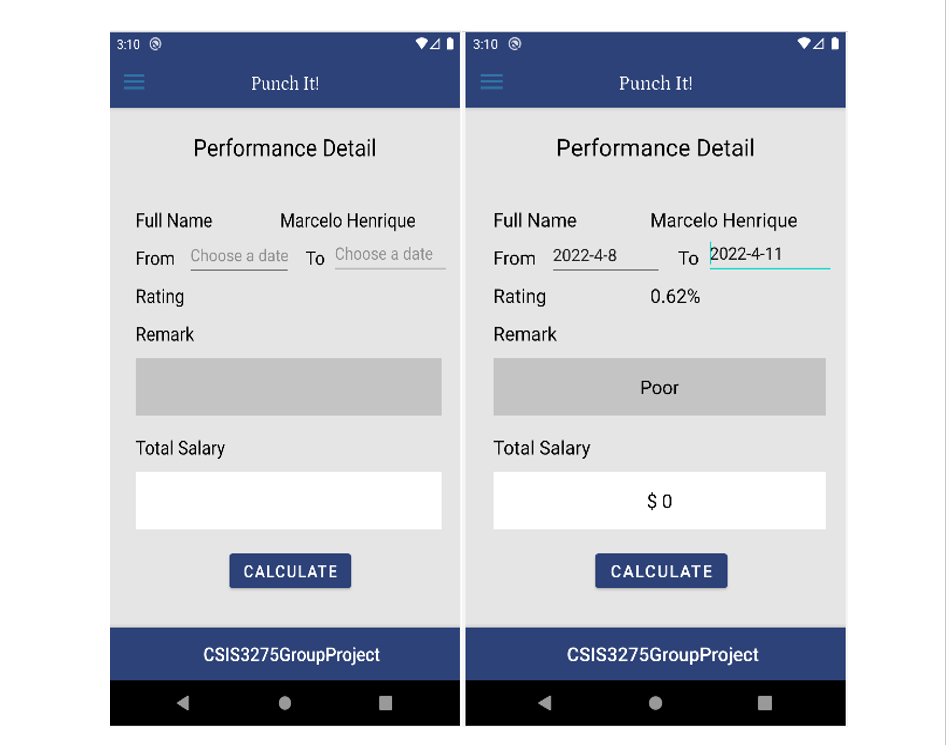 3:10
Punch It!
Performance Detail
Full Name Marcelo Henrique
From Choose a date To Choose a date
Rating
Remark
Total Salary
CALCULATE
CSIS3275GroupProject
3:10
Punch It!
Performance Detail
Full Name Marcelo Henrique
From 2022-4-8 To 2022-4-11
Rating 0.62%
Remark
Poor
Total Salary
$ 0
CALCULATE
CSIS3275GroupProject